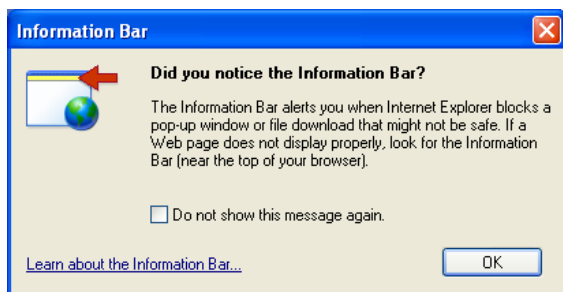 Information Bar
Did you notice the Information Bar?
The Information Bar alerts you when Internet Explorer blocks a
pop-up window or file download that might not be safe. If a
Web page does not display properly, look for the Information
Bar (near the top of your browser).
Do not show this message again.
Learn about the Information Bar...
OK